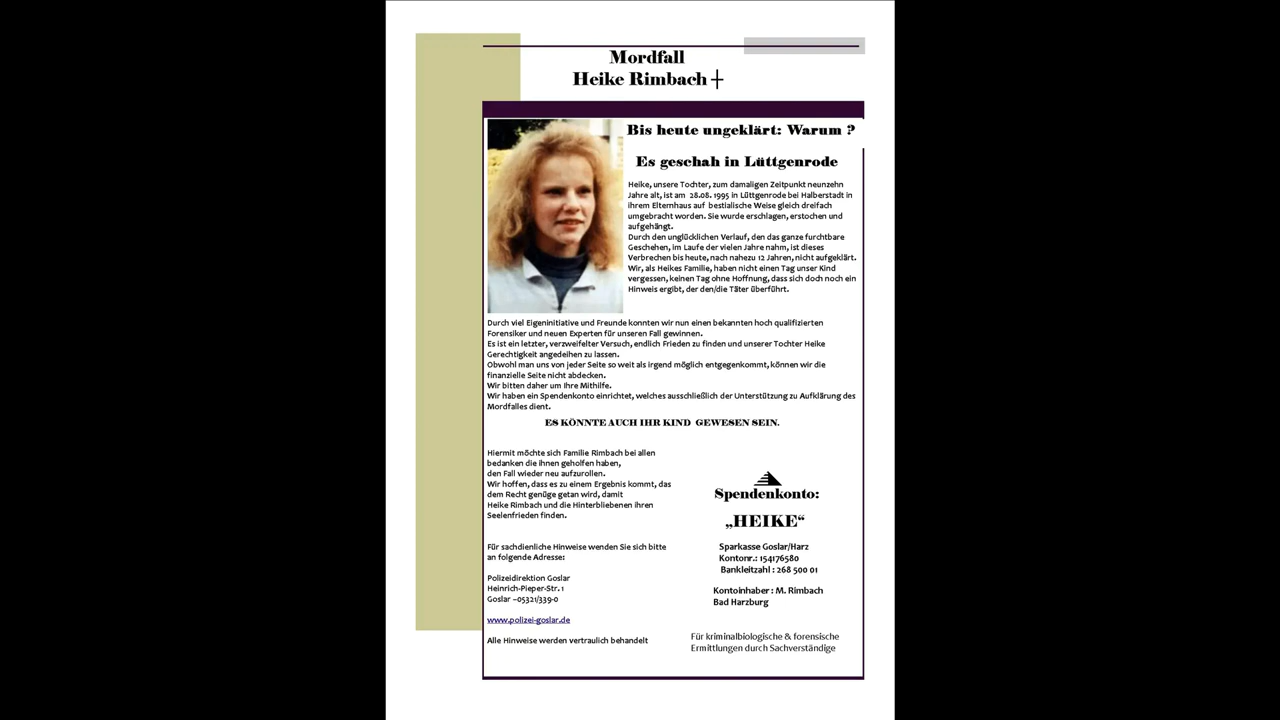 Mordfall
Heike Rimbach ┼
Bis heute ungeklärt: Warum ?
Es geschah in Lüttgenrode
Heike, unsere Tochter, zum damaligen Zeitpunkt neunzehn
Jahre alt, ist am 28.08. 1995 in Lüttgenrode bei Halberstadt in
ihrem Elternhaus auf bestialische Weise gleich dreifach
umgebracht worden. Sie wurde erschlagen, erstochen und
aufgehängt.
Durch den unglücklichen Verlauf, den das ganze furchtbare
Geschehen, im Laufe der vielen Jahre nahm, ist dieses
Verbrechen bis heute, nach nahezu 12 Jahren, nicht aufgeklärt.
Wir, als Heikes Familie, haben nicht einen Tag unser Kind
vergessen, keinen Tag ohne Hoffnung, dass sich doch noch ein
Hinweis ergibt, der den/die Täter überführt.
Durch viel Eigeninitiative und Freunde konnten wir nun einen bekannten hoch qualifizierten
Forensiker und neuen Experten für unseren Fall gewinnen.
Es ist ein letzter, verzweifelter Versuch, endlich Frieden zu finden und unserer Tochter Heike
Gerechtigkeit angedeihen zu lassen.
Obwohl man uns von jeder Seite so weit als irgend möglich entgegenkommt, können wir die
finanzielle Seite nicht abdecken.
Wir bitten daher um Ihre Mithilfe.
Wir haben ein Spendenkonto einrichtet, welches ausschließlich der Unterstützung zu Aufklärung des
Mordfalles dient.
ES KÖNNTE AUCH IHR KIND GEWESEN SEIN.
Hiermit möchte sich Familie Rimbach bei allen
bedanken die ihnen geholfen haben,
den Fall wieder neu aufzurollen.
Wir hoffen, dass es zu einem Ergebnis kommt, das
dem Recht genüge getan wird, damit
Heike Rimbach und die Hinterbliebenen ihren
Seelenfrieden finden.
Für sachdienliche Hinweise wenden Sie sich bitte
an folgende Adresse:
Polizeidirektion Goslar
Heinrich-Pieper-Str. 1
Goslar –05321/339-0
www.polizei-goslar.de
Alle Hinweise werden vertraulich behandelt
Spendenkonto:
„HEIKE“
Sparkasse Goslar/Harz
Kontonr.: 154176580
Bankleitzahl : 268 500 01
Kontoinhaber : M. Rimbach
Bad Harzburg
Für kriminalbiologische & forensische
Ermittlungen durch Sachverständige